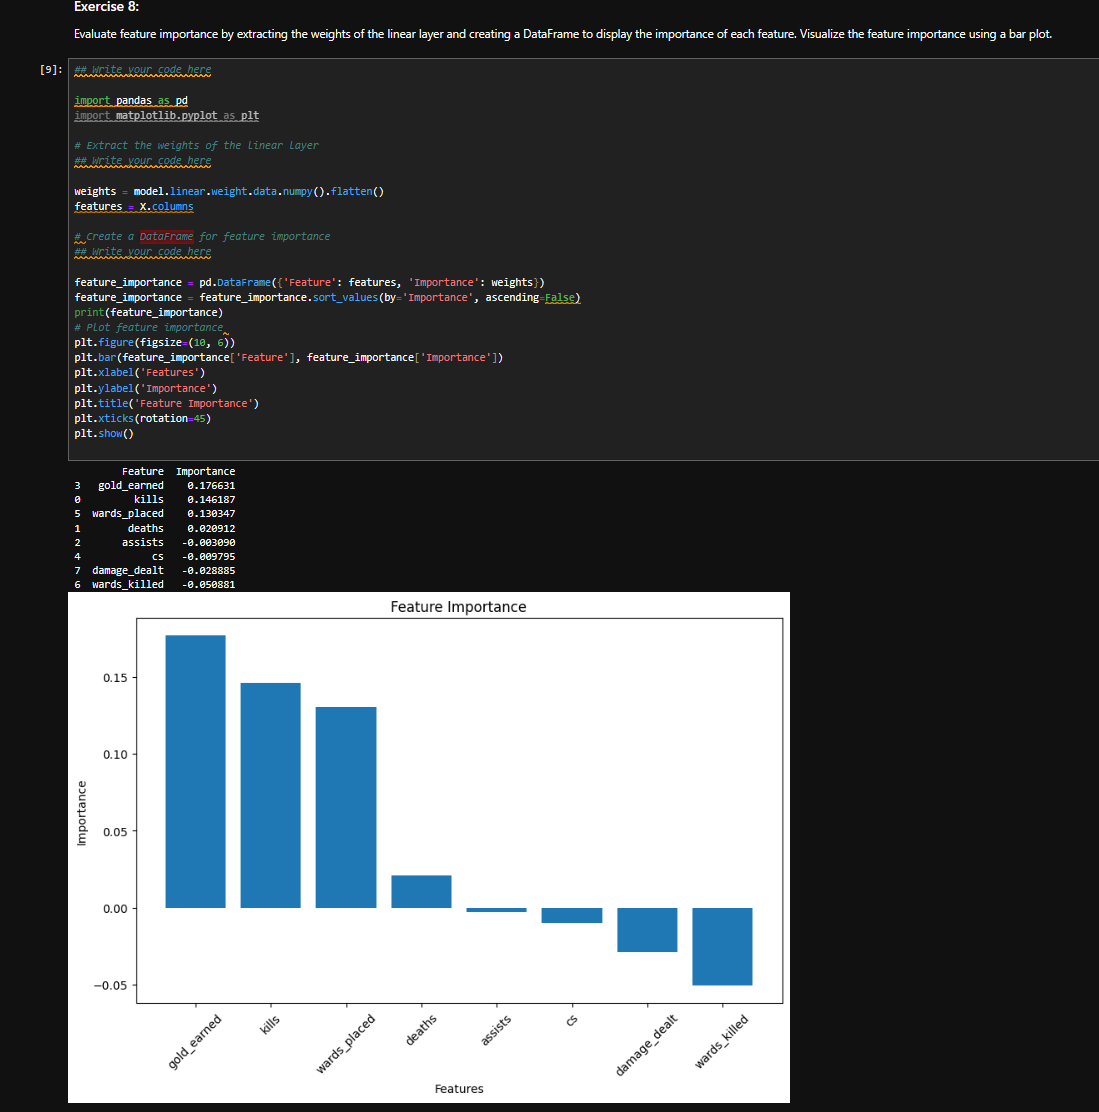 Exercise 8:
Evaluate feature importance by extracting the weights of the linear layer and creating a DataFrame to display the importance of each feature. Visualize the feature importance using a bar plot.
[9]: ## Write your code here
import pandas as pd
import matplotlib.pyplot as plt
# Extract the weights of the linear layer
## Write your code here
weights = model.linear.weight.data.numpy().flatten()
features = X.columns
# Create a DataFrame for feature importance
## Write your code here
feature_importance = pd.DataFrame({'Feature': features, 'Importance': weights})
feature_importance = feature_importance.sort_values(by='Importance', ascending=False)
print(feature_importance)
# Plot feature importance
plt.figure(figsize=(10, 6))
plt.bar(feature_importance['Feature'], feature_importance['Importance'])
plt.xlabel('Features')
plt.ylabel('Importance')
plt.title('Feature Importance')
plt.xticks(rotation=45)
plt.show()
Feature Importance
3 gold_earned 0.176631
0 kills 0.146187
5 wards_placed 0.130347
1 deaths 0.020912
2 assists -0.003090
4 cs -0.009795
7 damage_dealt -0.028885
6 wards_killed -0.050881
Feature Importance
Importance
0.15
0.10
0.05
0.00
−0.05
gold_earned
kills
wards_placed
deaths
assists
cs
damage_dealt
wards_killed
Features